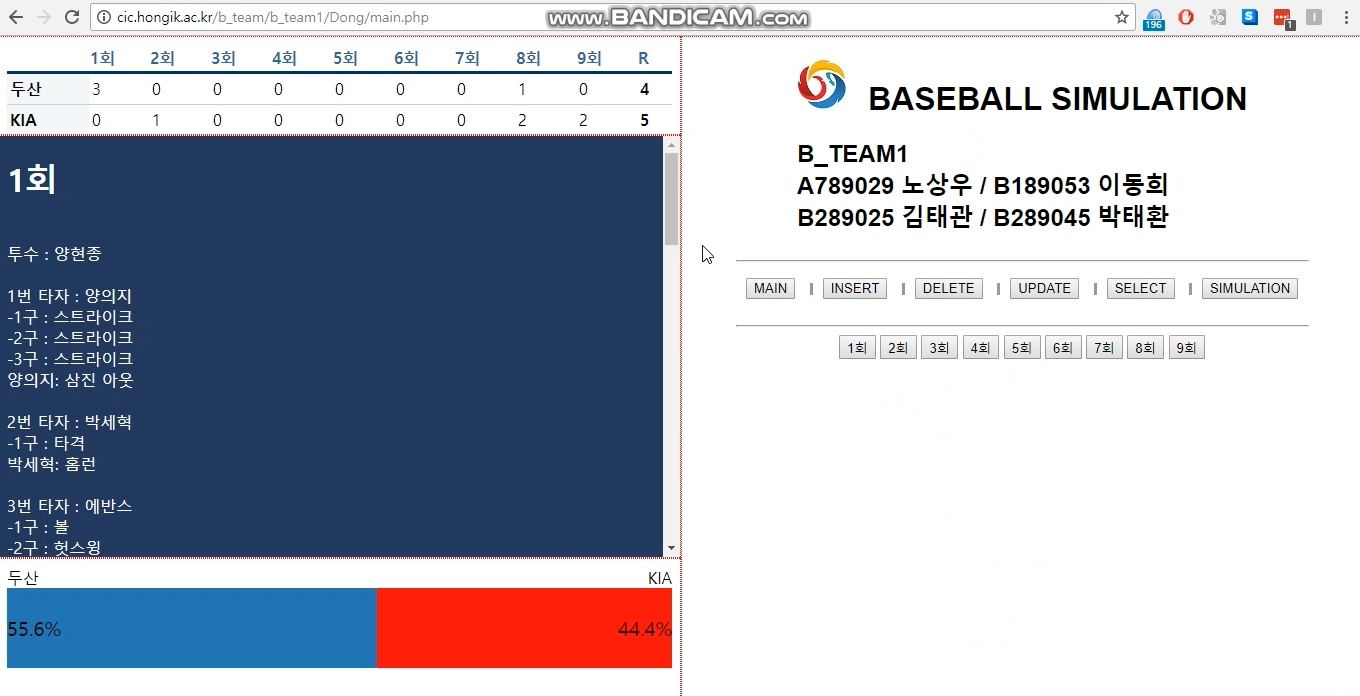 cic.hongik.ac.kr/b_team/b_team1/Dong/main.php
www.BANDICAM.com
196
S
1
I
1회 2회 3회 4회 5회 6회 7회 8회 9회 R
두산 3 0 0 0 0 0 0 1 0 4
KIA 0 1 0 0 0 0 0 2 2 5
1회
투수 : 양현종
1번 타자 : 양의지
-1구 : 스트라이크
-2구 : 스트라이크
-3구 : 스트라이크
양의지: 삼진 아웃
2번 타자 : 박세혁
-1구 : 타격
박세혁: 홈런
3번 타자 : 에반스
-1구 : 볼
-2구 : 헛스윙
두산 KIA
55.6% 44.4%
BASEBALL SIMULATION
B_TEAM1
A789029 노상우 / B189053 이동희
B289025 김태관 / B289045 박태환
MAIN | INSERT | DELETE | UPDATE | SELECT | SIMULATION
1회 2회 3회 4회 5회 6회 7회 8회 9회